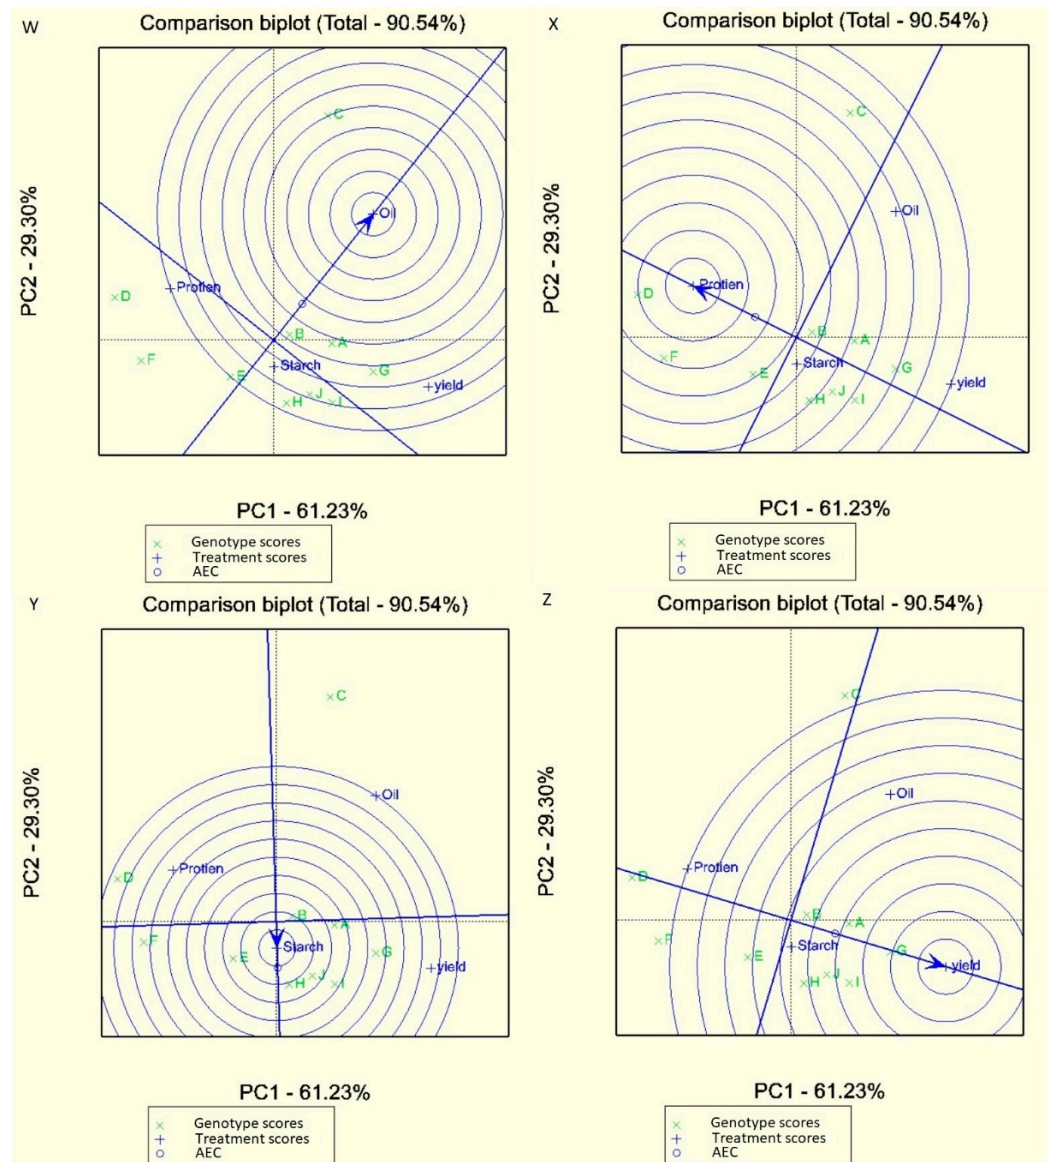 W
Comparison biplot (Total - 90.54%)
C
Oil
Protien
D
B
A
F
Starch
E
G
yield
J
H
I
PC2 - 29.30%
PC1 - 61.23%
Genotype scores
Treatment scores
AEC
X
Comparison biplot (Total - 90.54%)
C
Oil
Protien
D
B
A
F
Starch
E
G
yield
J
H
I
PC2 - 29.30%
PC1 - 61.23%
Genotype scores
Treatment scores
AEC
Y
Comparison biplot (Total - 90.54%)
C
Oil
Protien
D
B
A
F
Starch
E
G
yield
J
H
I
PC2 - 29.30%
PC1 - 61.23%
Genotype scores
Treatment scores
AEC
Z
Comparison biplot (Total - 90.54%)
C
Oil
Protien
D
B
A
F
Starch
E
G
yield
J
H
I
PC2 - 29.30%
PC1 - 61.23%
Genotype scores
Treatment scores
AEC